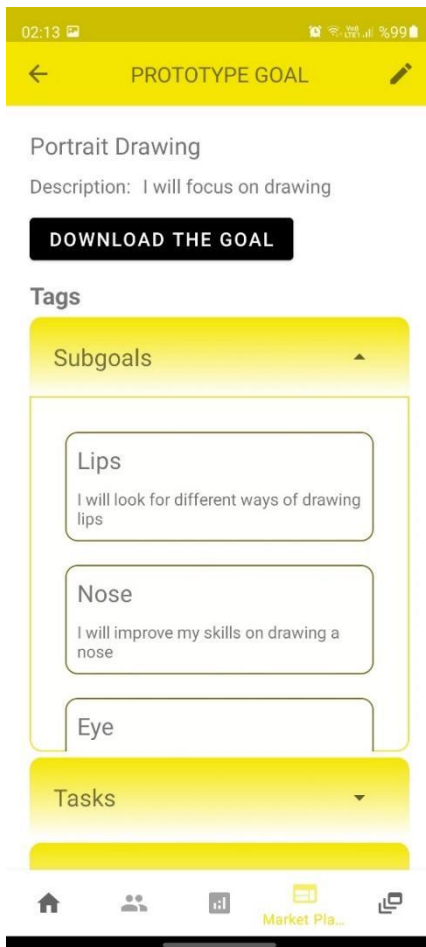 02:13 %99
PROTOTYPE GOAL
Portrait Drawing
Description: I will focus on drawing
DOWNLOAD THE GOAL
Tags
Subgoals
Lips
I will look for different ways of drawing
lips
Nose
I will improve my skills on drawing a
nose
Eye
Tasks
Market Pla...